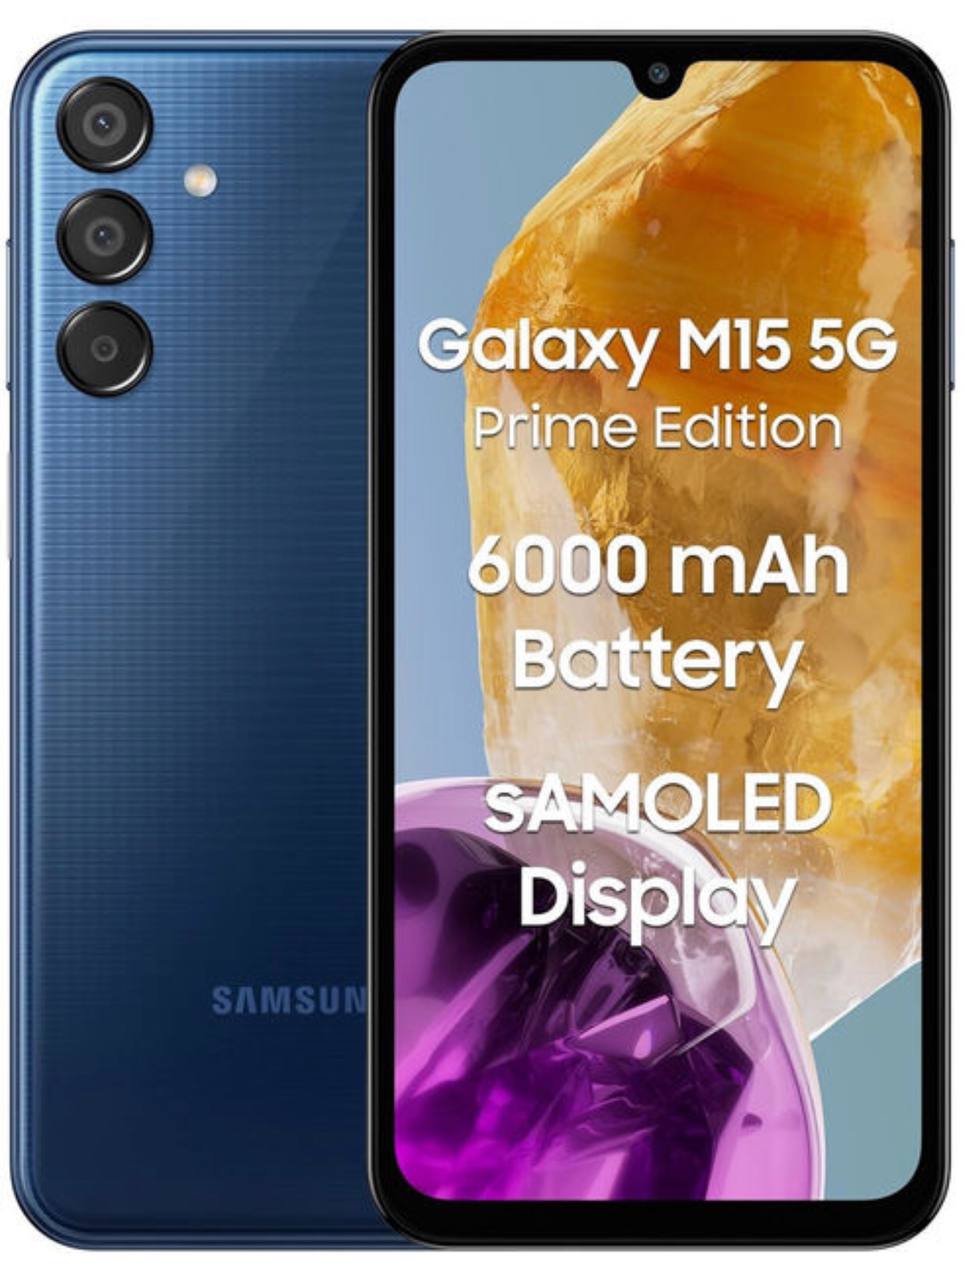 Galaxy M15 5G
Prime Edition
6000 mAh
Battery
sAMOLED
Display
SAMSUN